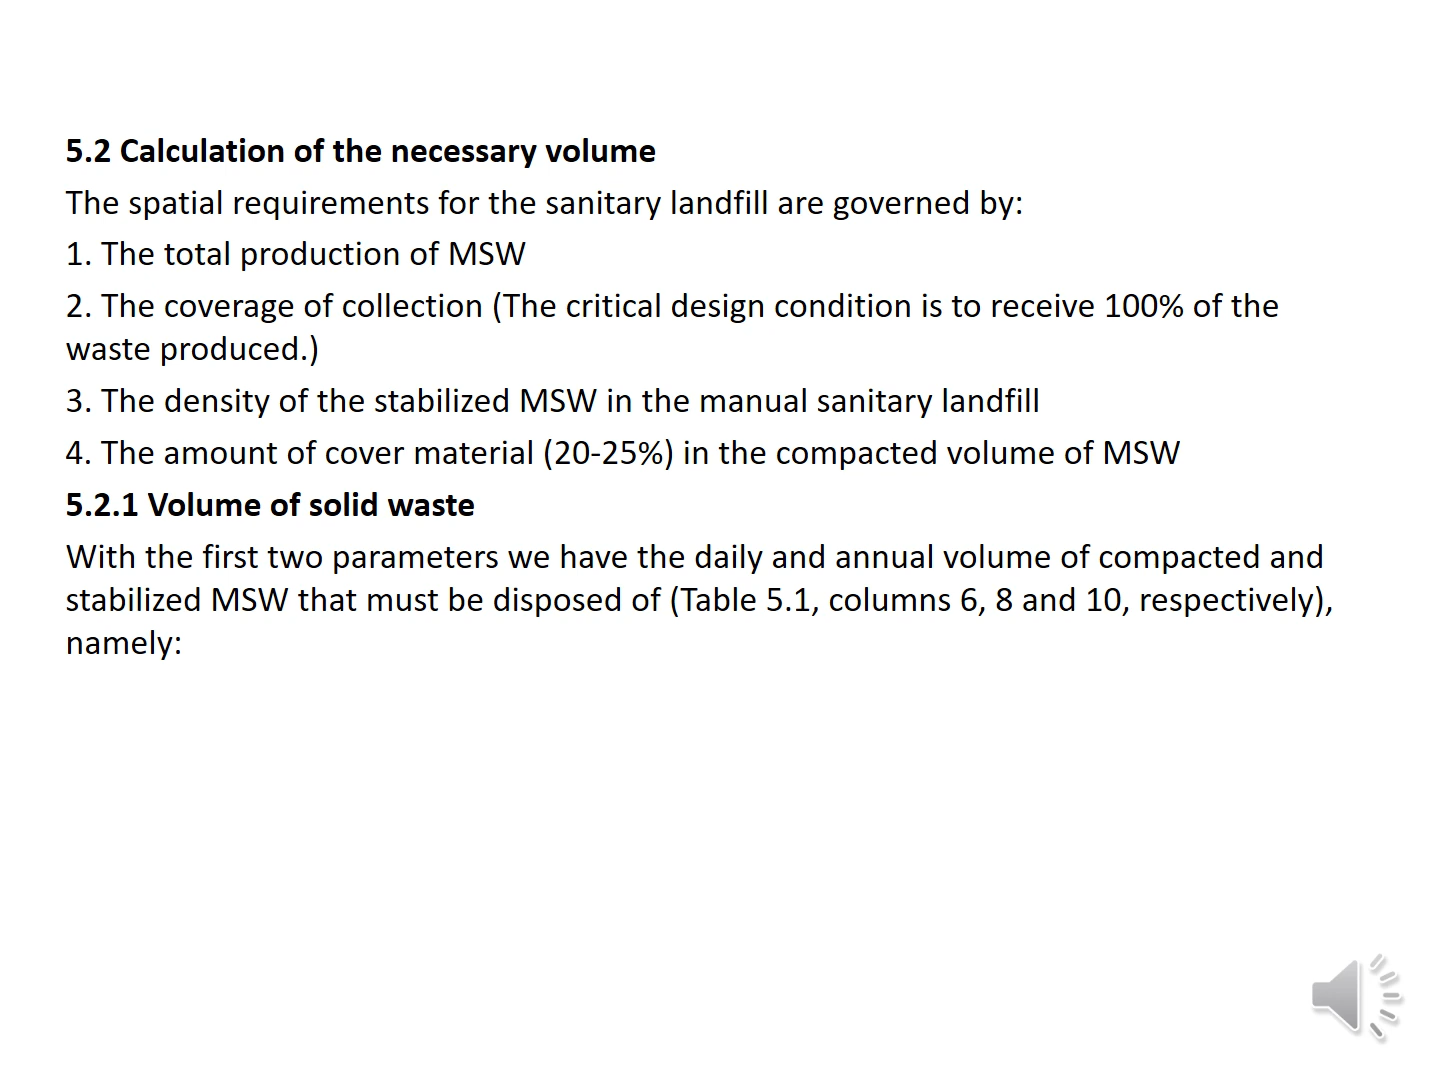 5.2 Calculation of the necessary volume
The spatial requirements for the sanitary landfill are governed by:
1. The total production of MSW
2. The coverage of collection (The critical design condition is to receive 100% of the
waste produced.)
3. The density of the stabilized MSW in the manual sanitary landfill
4. The amount of cover material (20-25%) in the compacted volume of MSW
5.2.1 Volume of solid waste
With the first two parameters we have the daily and annual volume of compacted and
stabilized MSW that must be disposed of (Table 5.1, columns 6, 8 and 10, respectively),
namely: